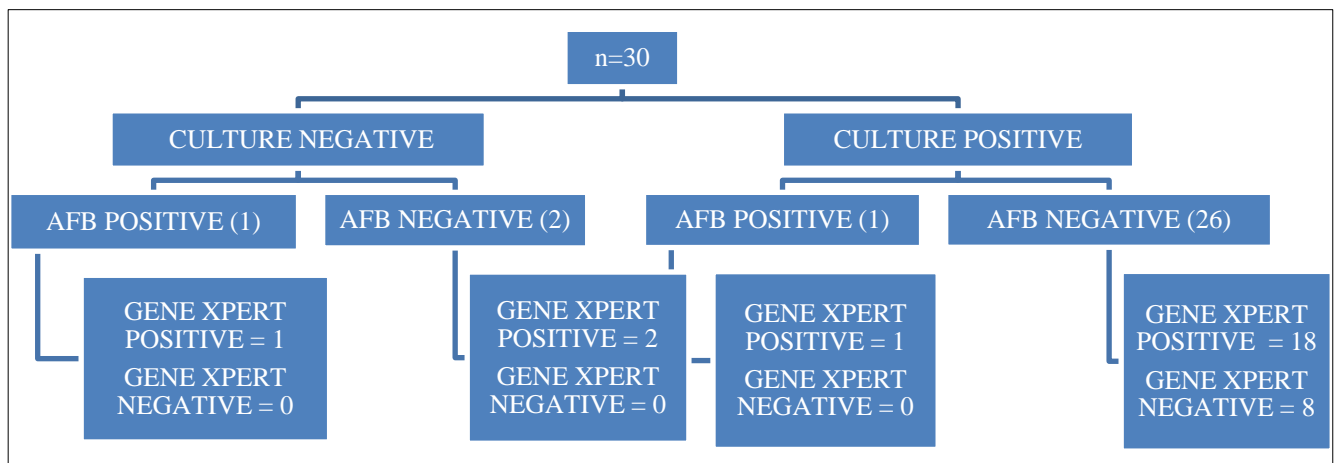 n=30
CULTURE NEGATIVE
CULTURE POSITIVE
AFB POSITIVE (1)
AFB NEGATIVE (2)
AFB POSITIVE (1)
AFB NEGATIVE (26)
GENE XPERT
POSITIVE = 1
GENE XPERT
NEGATIVE = 0
GENE XPERT
POSITIVE = 2
GENE XPERT
NEGATIVE = 0
GENE XPERT
POSITIVE = 1
GENE XPERT
NEGATIVE = 0
GENE XPERT
POSITIVE = 18
GENE XPERT
NEGATIVE = 8